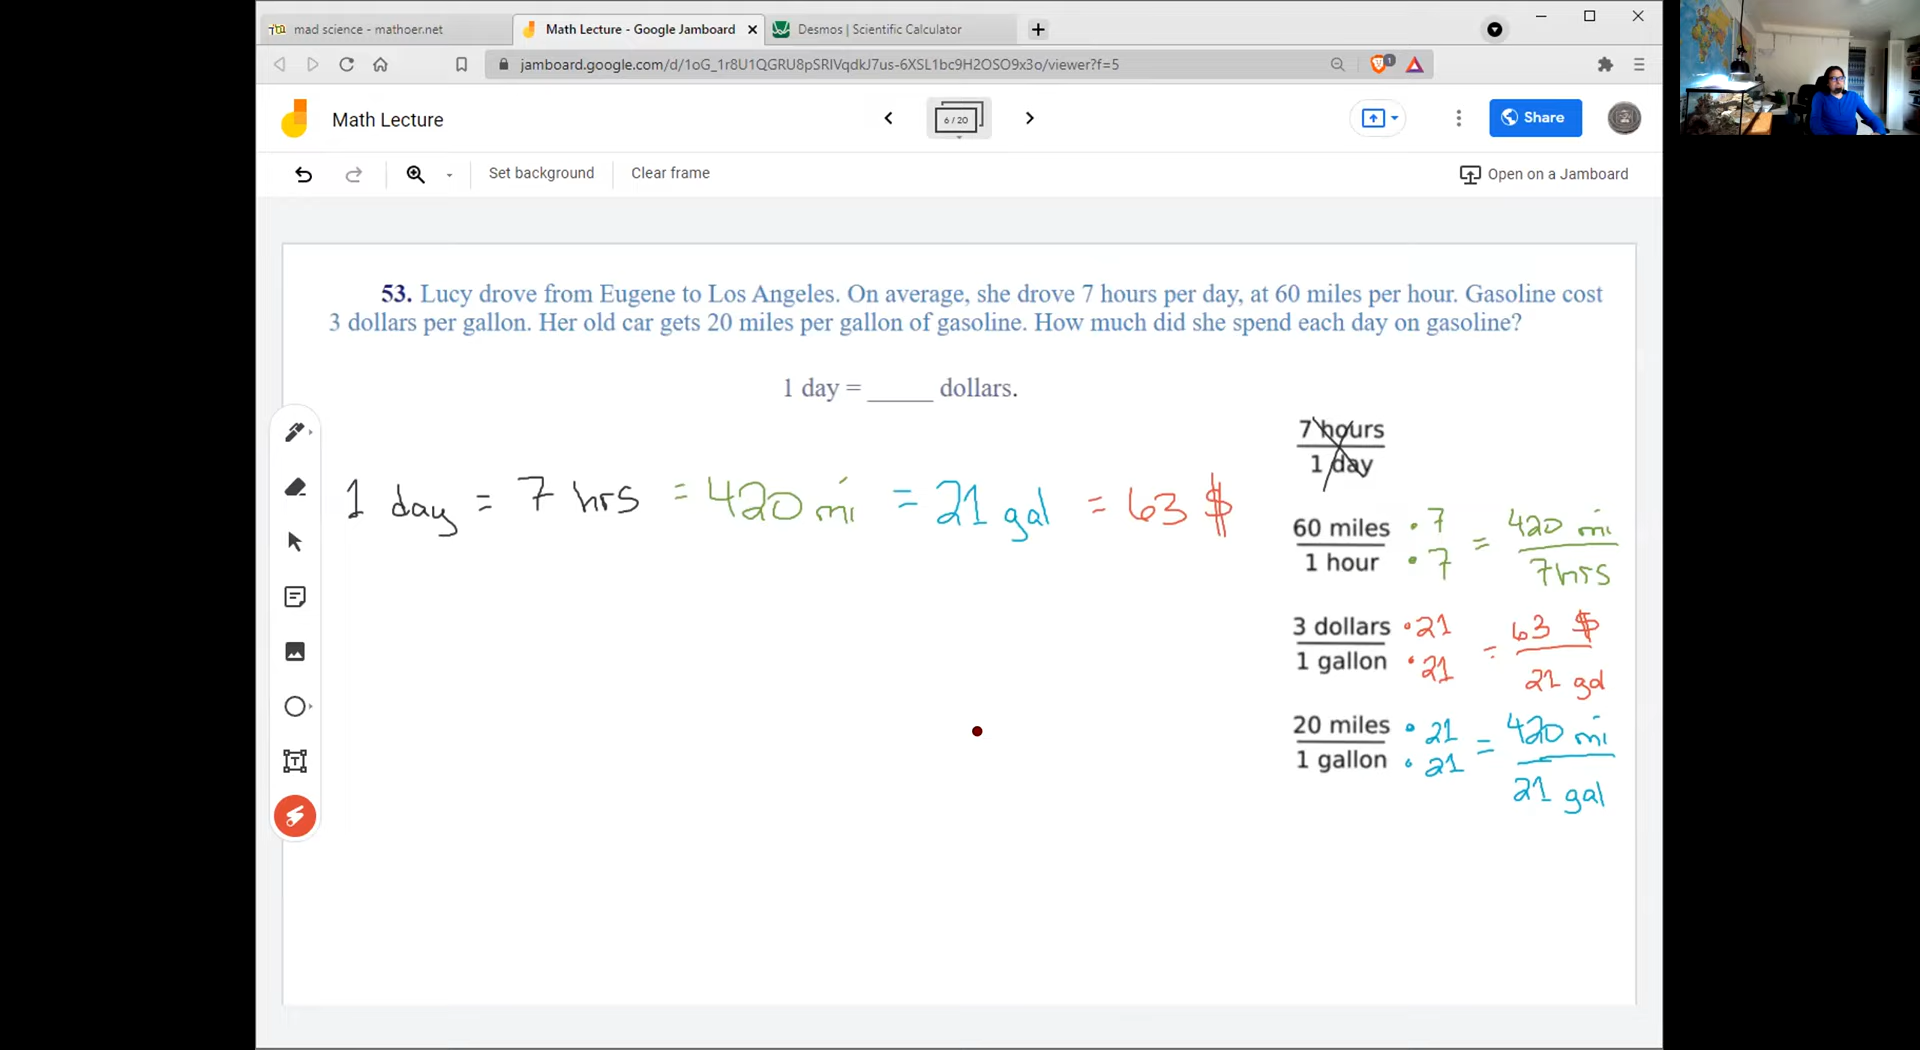 mad science - mathoer.net
Math Lecture - Google Jamboard
Desmos | Scientific Calculator
jamboard.google.com/d/1oG_1r8U1QGRU8pSRIVqdkJ7us-6XSL1bc9H2OSO9x3o/viewer?f=5
1
Math Lecture
6 / 20
Share
Set background
Clear frame
Open on a Jamboard
53. Lucy drove from Eugene to Los Angeles. On average, she drove 7 hours per day, at 60 miles per hour. Gasoline cost
3 dollars per gallon. Her old car gets 20 miles per gallon of gasoline. How much did she spend each day on gasoline?
1 day = _____ dollars.
7 hours
1 day
1 day = 7 hrs = 420 mi = 21 gal = 63 $
60 miles • 7 = 420 mi
1 hour • 7 7 hrs
3 dollars • 21 = 63 $
1 gallon • 21 21 gal
20 miles • 21 = 420 mi
1 gallon • 21 21 gal